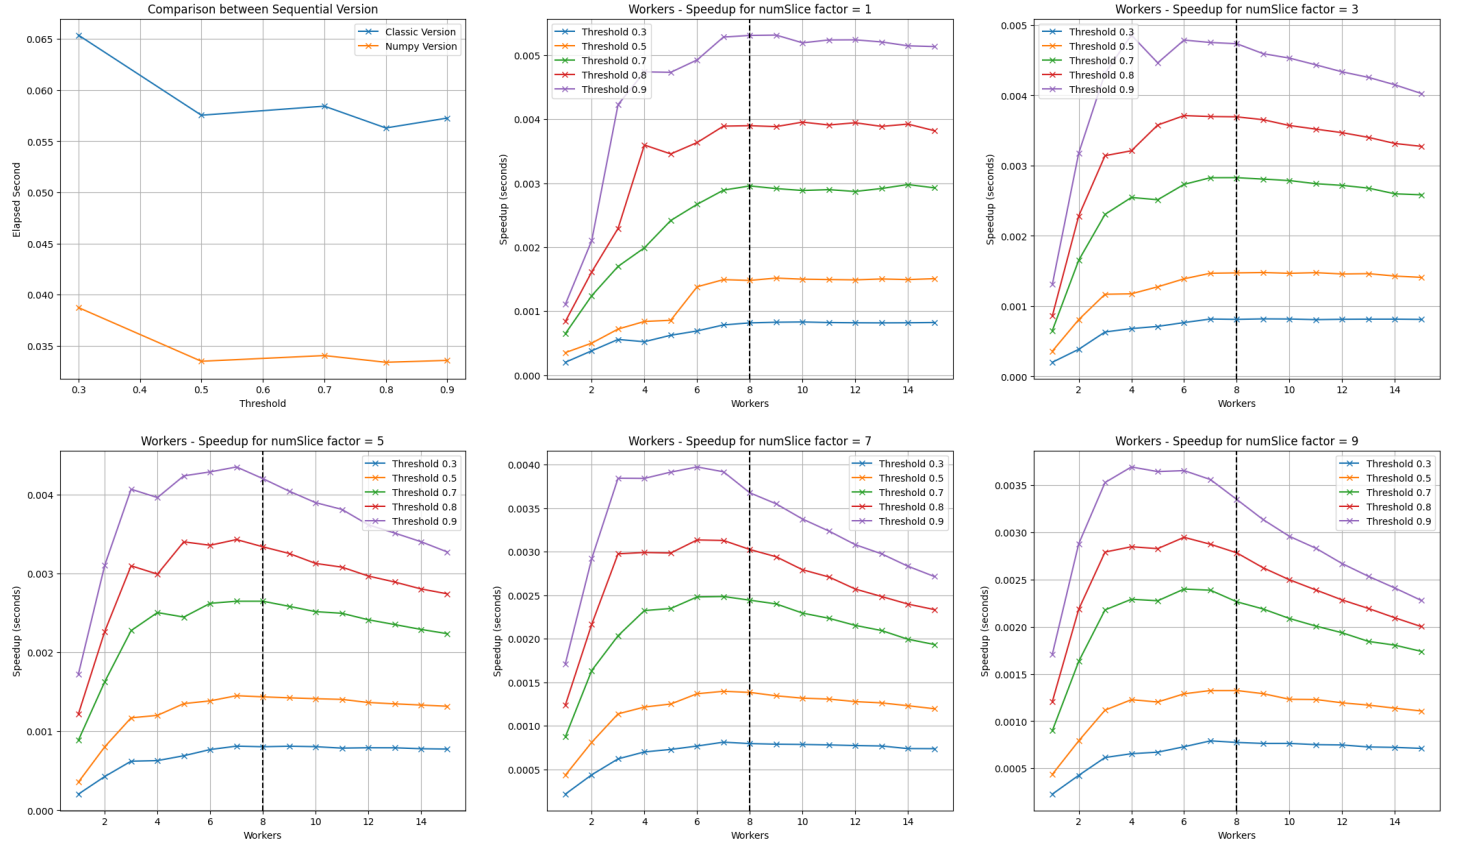 Comparison between Sequential Version
Classic Version
Numpy Version
Elapsed Second
0.065
0.060
0.055
0.050
0.045
0.040
0.035
0.3 0.4 0.5 0.6 0.7 0.8 0.9
Threshold
Workers - Speedup for numSlice factor = 1
Threshold 0.3
Threshold 0.5
Threshold 0.7
Threshold 0.8
Threshold 0.9
Speedup (seconds)
0.005
0.004
0.003
0.002
0.001
0.000
2 4 6 8 10 12 14
Workers
Workers - Speedup for numSlice factor = 3
Threshold 0.3
Threshold 0.5
Threshold 0.7
Threshold 0.8
Threshold 0.9
Speedup (seconds)
0.005
0.004
0.003
0.002
0.001
0.000
2 4 6 8 10 12 14
Workers
Workers - Speedup for numSlice factor = 5
Threshold 0.3
Threshold 0.5
Threshold 0.7
Threshold 0.8
Threshold 0.9
Speedup (seconds)
0.004
0.003
0.002
0.001
0.000
2 4 6 8 10 12 14
Workers
Workers - Speedup for numSlice factor = 7
Threshold 0.3
Threshold 0.5
Threshold 0.7
Threshold 0.8
Threshold 0.9
Speedup (seconds)
0.0040
0.0035
0.0030
0.0025
0.0020
0.0015
0.0010
0.0005
2 4 6 8 10 12 14
Workers
Workers - Speedup for numSlice factor = 9
Threshold 0.3
Threshold 0.5
Threshold 0.7
Threshold 0.8
Threshold 0.9
Speedup (seconds)
0.0035
0.0030
0.0025
0.0020
0.0015
0.0010
0.0005
2 4 6 8 10 12 14
Workers